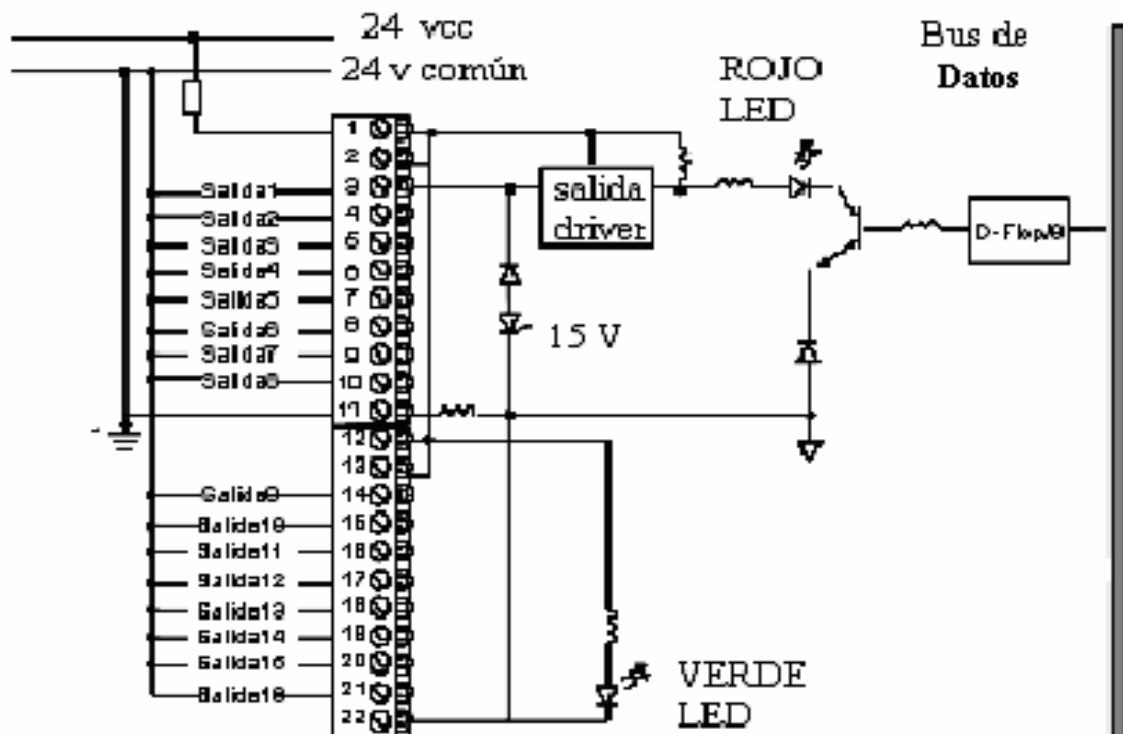 24 vcc
24 v común
Bus de
Datos
ROJO
LED
1
2
Salida1 3
Salida2 4
Salida3 5
Salida4 6
Salida5 7
Salida6 8
Salida7 9
Salida8 10
11
salida
driver
D-Flop/8
15 V
12
13
Salida9 14
Salida10 15
Salida11 16
Salida12 17
Salida13 18
Salida14 19
Salida15 20
Salida16 21
22
VERDE
LED